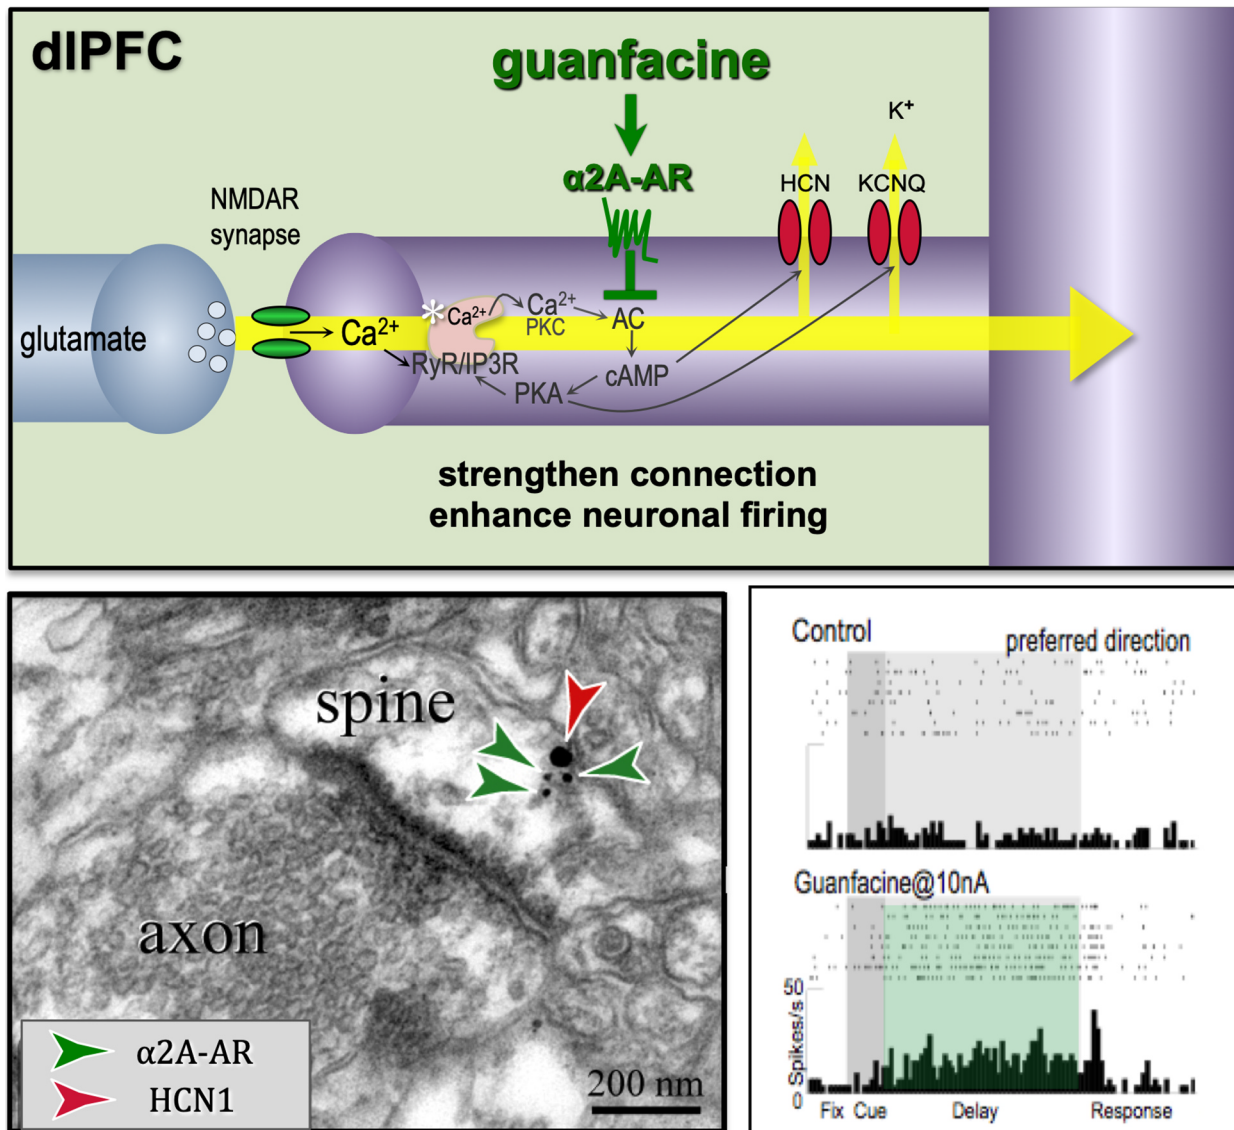 dlPFC
guanfacine
α2A-AR
NMDAR
synapse
K⁺
HCN
KCNQ
glutamate
Ca²⁺
*
Ca²⁺
Ca²⁺
PKC
AC
RyR/IP3R
cAMP
PKA
strengthen connection
enhance neuronal firing
spine
axon
α2A-AR
HCN1
200 nm
Control
preferred direction
Guanfacine@10nA
50
Spikes/s
0
Fix Cue Delay Response